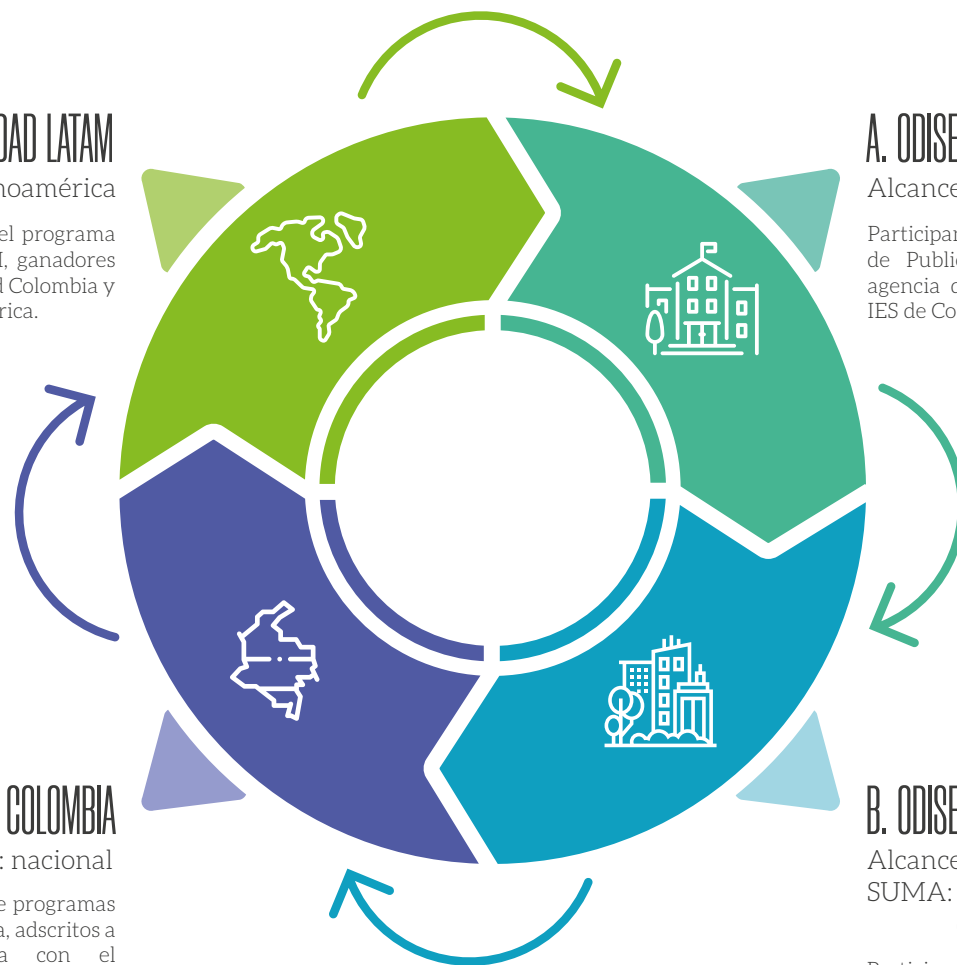 DAD LATAM
noamérica
el programa
I, ganadores
d Colombia y
rica.
A. ODISE
Alcance
Participan
de Public
agencia d
IES de Co
COLOMBIA
: nacional
e programas
a, adscritos a
a con el
B. ODISE
Alcance
SUMA: